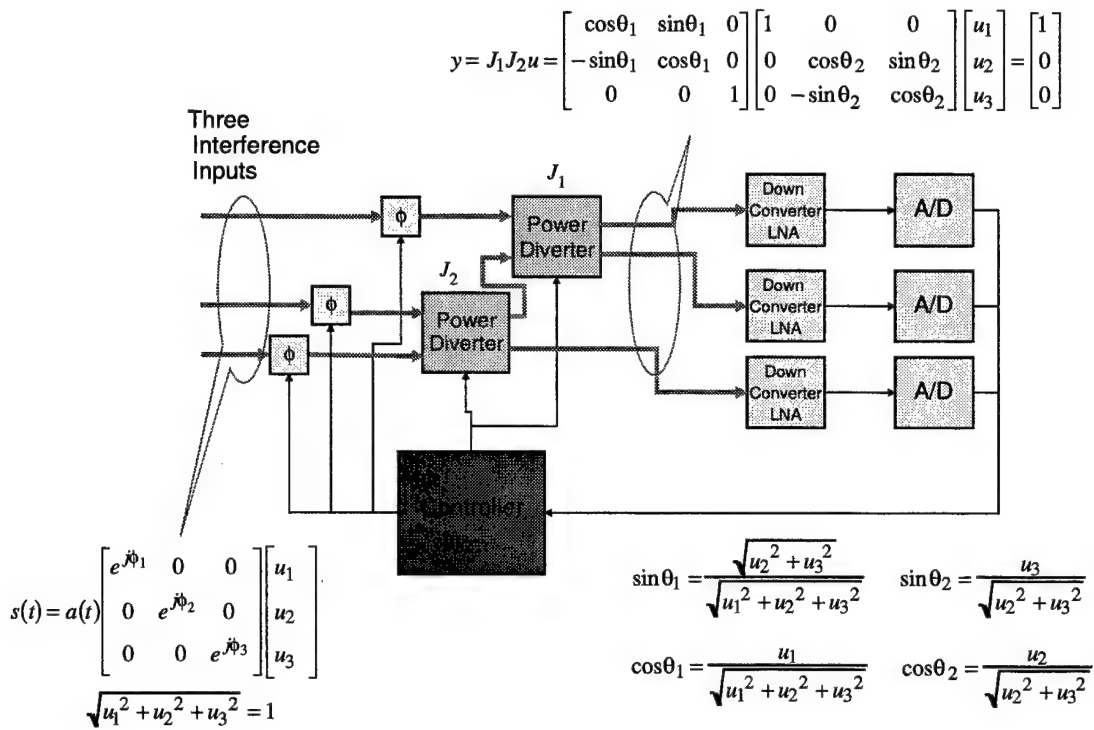 y = J₁J₂u = [cosθ₁ sinθ₁ 0; −sinθ₁ cosθ₁ 0; 0 0 1] [1 0 0; 0 cosθ₂ sinθ₂; 0 −sinθ₂ cosθ₂] [u₁; u₂; u₃] = [1; 0; 0]
Three
Interference
Inputs
J₁
ϕ
Power
Diverter
Down
Converter
LNA
A/D
J₂
ϕ
Power
Diverter
Down
Converter
LNA
A/D
ϕ
Down
Converter
LNA
A/D
Controller
s(t) = a(t) [e^{jϕ₁} 0 0; 0 e^{jϕ₂} 0; 0 0 e^{jϕ₃}] [u₁; u₂; u₃]
√(u₁² + u₂² + u₃²) = 1
sinθ₁ = √(u₂² + u₃²) / √(u₁² + u₂² + u₃²)
sinθ₂ = u₃ / √(u₂² + u₃²)
cosθ₁ = u₁ / √(u₁² + u₂² + u₃²)
cosθ₂ = u₂ / √(u₂² + u₃²)